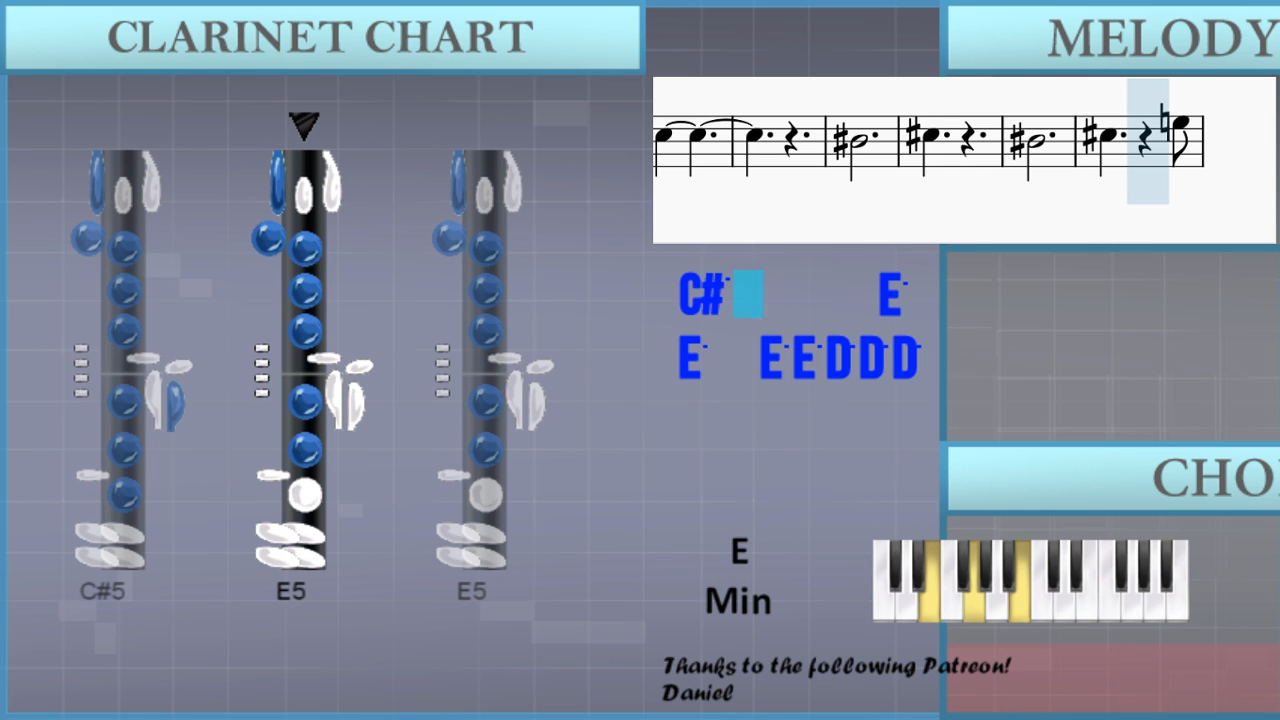 CLARINET CHART
MELODY
C# E
E E E D D D
C#5 E5 E5
E
Min
CHO
Thanks to the following Patreon!
Daniel